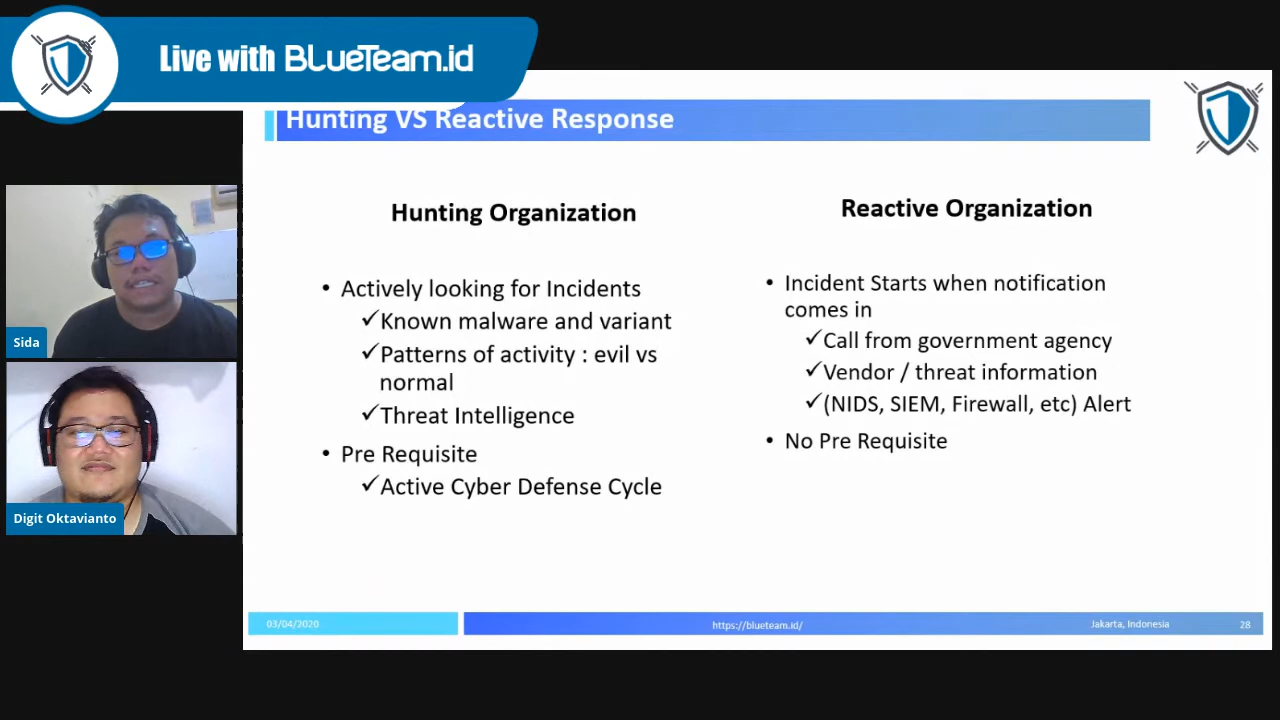 Live with BLueTeam.id
Hunting VS Reactive Response
Sida
Digit Oktavianto
Hunting Organization
• Actively looking for Incidents
✓Known malware and variant
✓Patterns of activity : evil vs
normal
✓Threat Intelligence
• Pre Requisite
✓Active Cyber Defense Cycle
Reactive Organization
• Incident Starts when notification
comes in
✓Call from government agency
✓Vendor / threat information
✓(NIDS, SIEM, Firewall, etc) Alert
• No Pre Requisite
03/04/2020
https://blueteam.id/
Jakarta, Indonesia
28